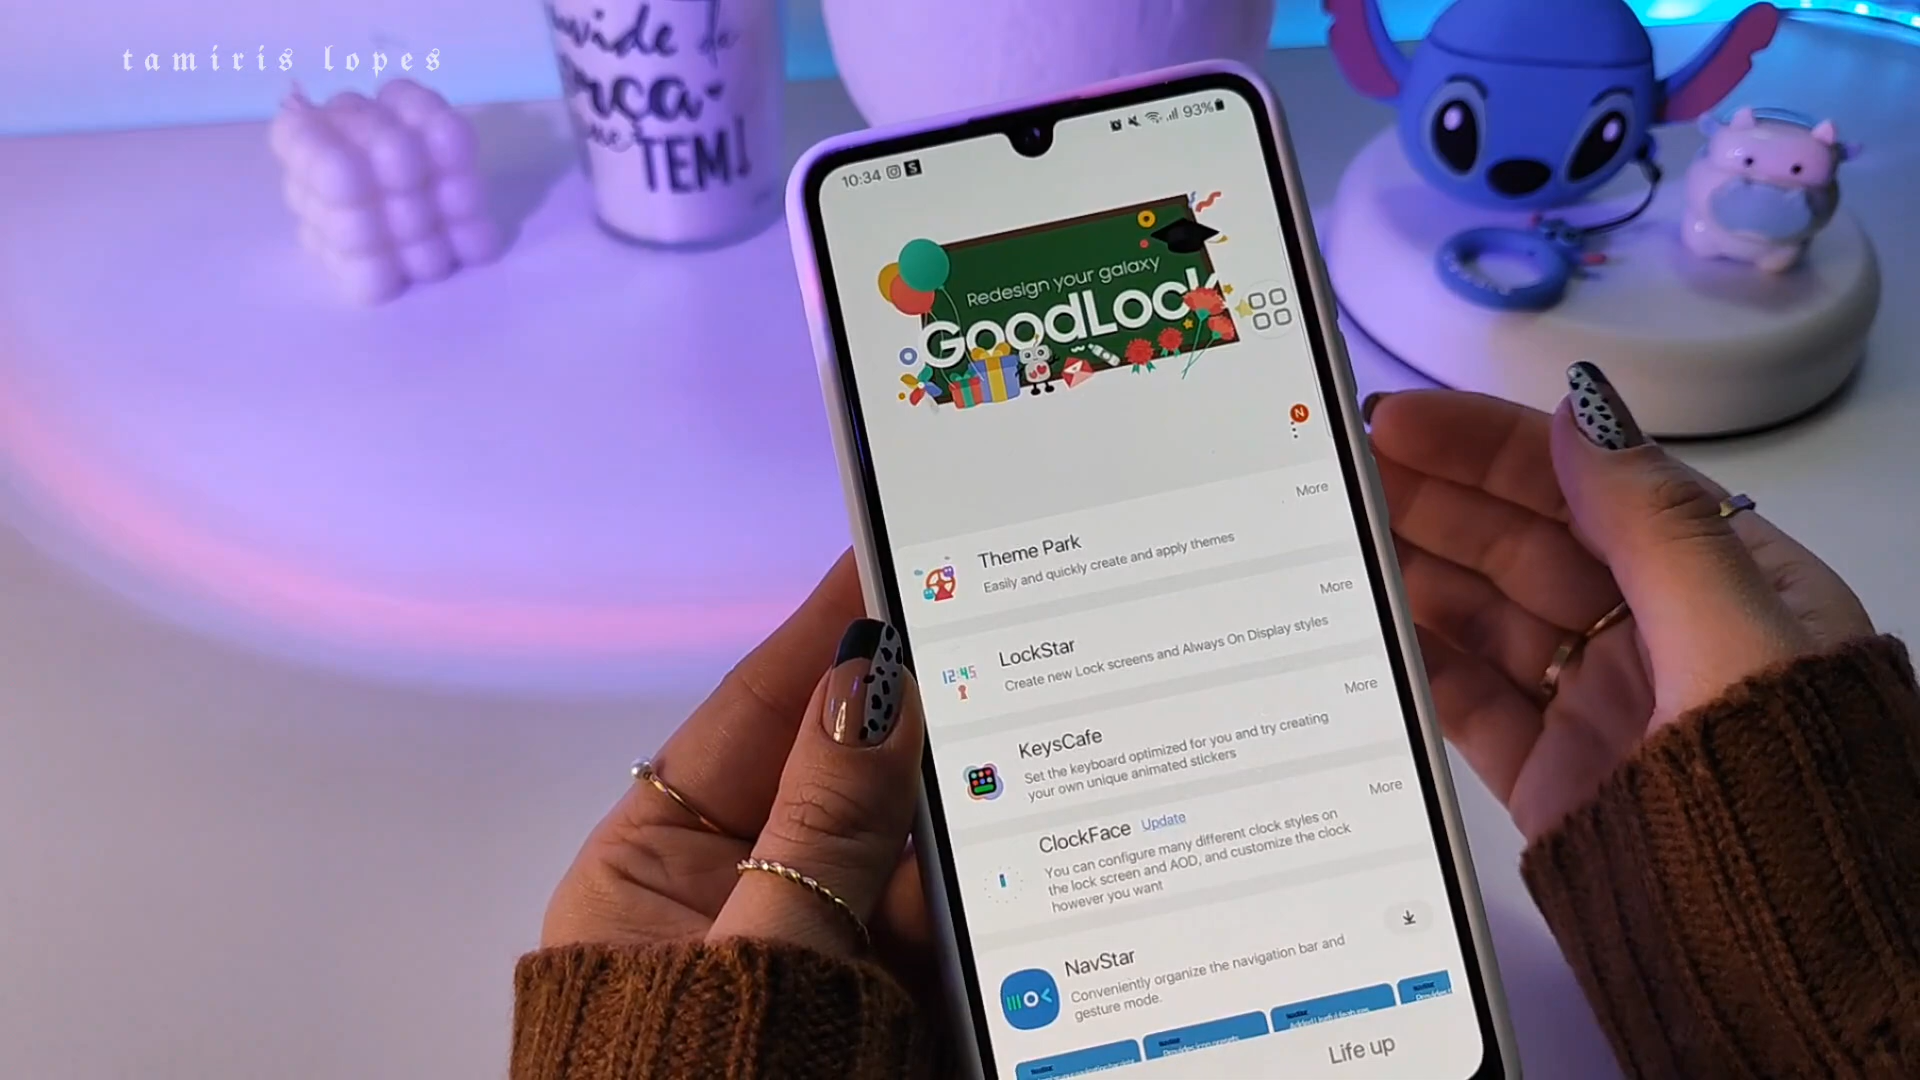 tamiris lopes
TEM!
10:34
93%
Redesign your galaxy
GoodLock
N
More
Theme Park
Easily and quickly create and apply themes
More
12:45
LockStar
Create new Lock screens and Always On Display styles
More
KeysCafe
Set the keyboard optimized for you and try creating
your own unique animated stickers
More
ClockFace Update
You can configure many different clock styles on
the lock screen and AOD, and customize the clock
however you want
NavStar
Conveniently organize the navigation bar and
gesture mode.
Life up